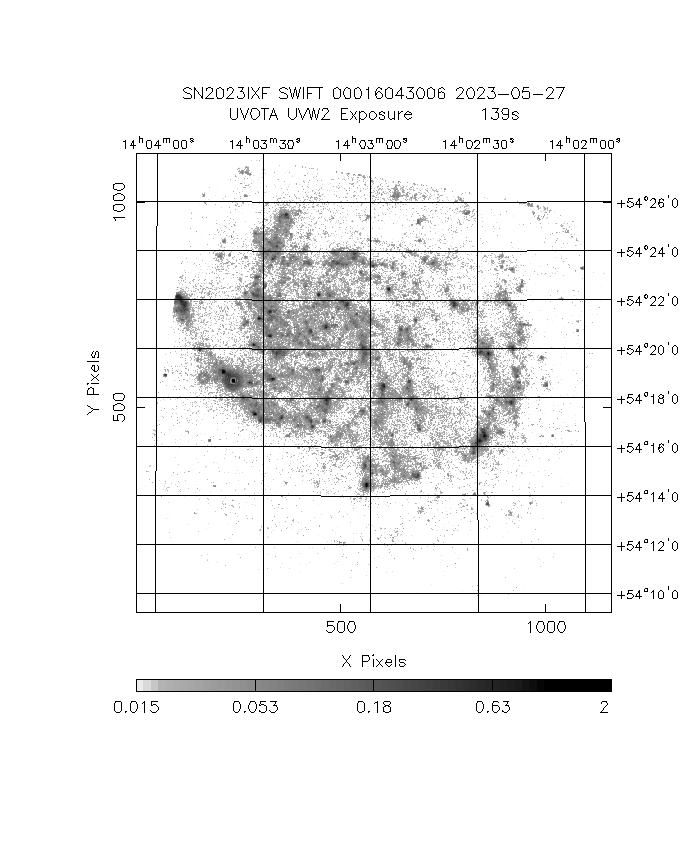 SN2023IXF SWIFT 00016043006 2023-05-27
UVOTA UVW2 Exposure 139s
14ʰ04ᵐ00ˢ 14ʰ03ᵐ30ˢ 14ʰ03ᵐ00ˢ 14ʰ02ᵐ30ˢ 14ʰ02ᵐ00ˢ
1000
+54°26'0
+54°24'0
+54°22'0
+54°20'0
Y Pixels
500
+54°18'0
+54°16'0
+54°14'0
+54°12'0
+54°10'0
500 1000
X Pixels
0.015 0.053 0.18 0.63 2